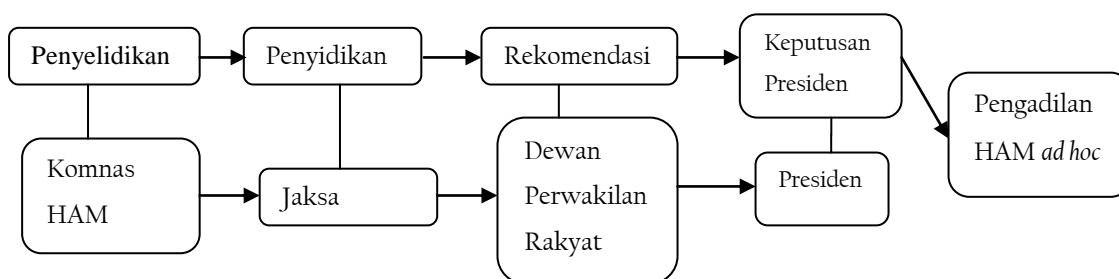 Penyelidikan
Penyidikan
Rekomendasi
Keputusan
Presiden
Pengadilan
HAM ad hoc
Komnas
HAM
Jaksa
Dewan
Perwakilan
Rakyat
Presiden